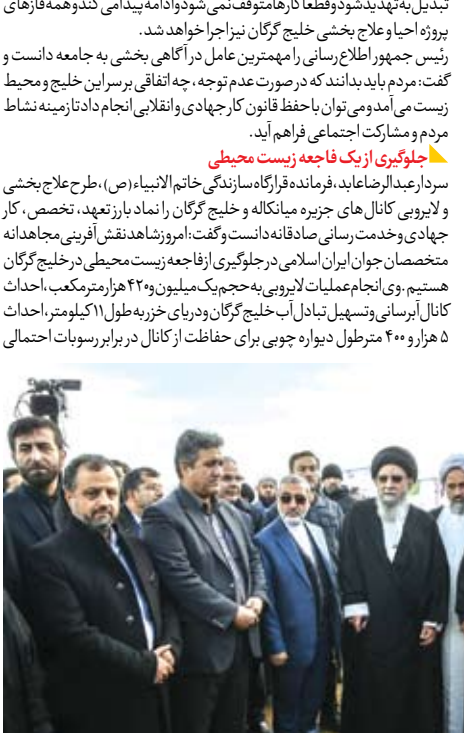 تبدیل به تهدید شود و قطعا کارها متوقف نمی شود و ادامه پیدا می کند و همه فازهای
پروژه احیا و علاج بخشی خلیج گرگان نیز اجرا خواهد شد.
رئیس جمهور اطلاع رسانی را مهمترین عامل در آگاهی بخشی به جامعه دانست و
گفت: مردم باید بدانند که در صورت عدم توجه، چه اتفاقی بر سر این خلیج و محیط
زیست می آمد و می توان با حفظ قانون کار جهادی و انقلابی انجام داد تا زمینه نشاط
مردم و مشارکت اجتماعی فراهم آید.
جلوگیری از یک فاجعه زیست محیطی
سردار عبدالرضا عابد، فرمانده قرارگاه سازندگی خاتم الانبیاء (ص)، طرح علاج بخشی
و لایروبی کانال های جزیره میانکاله و خلیج گرگان را نماد بارز تعهد، تخصص، کار
جهادی و خدمت رسانی صادقانه دانست و گفت: امروز شاهد نقش آفرینی مجاهدانه
متخصصان جوان ایران اسلامی در جلوگیری از فاجعه زیست محیطی در خلیج گرگان
هستیم. وی انجام عملیات لایروبی به حجم یک میلیون و ۴۲۰ هزار متر مکعب، احداث
کانال آبرسانی و تسهیل تبادل آب خلیج گرگان و دریای خزر به طول ۱۱ کیلومتر، احداث
۵ هزار و ۴۰۰ متر طول دیواره چوبی برای حفاظت از کانال در برابر رسوبات احتمالی